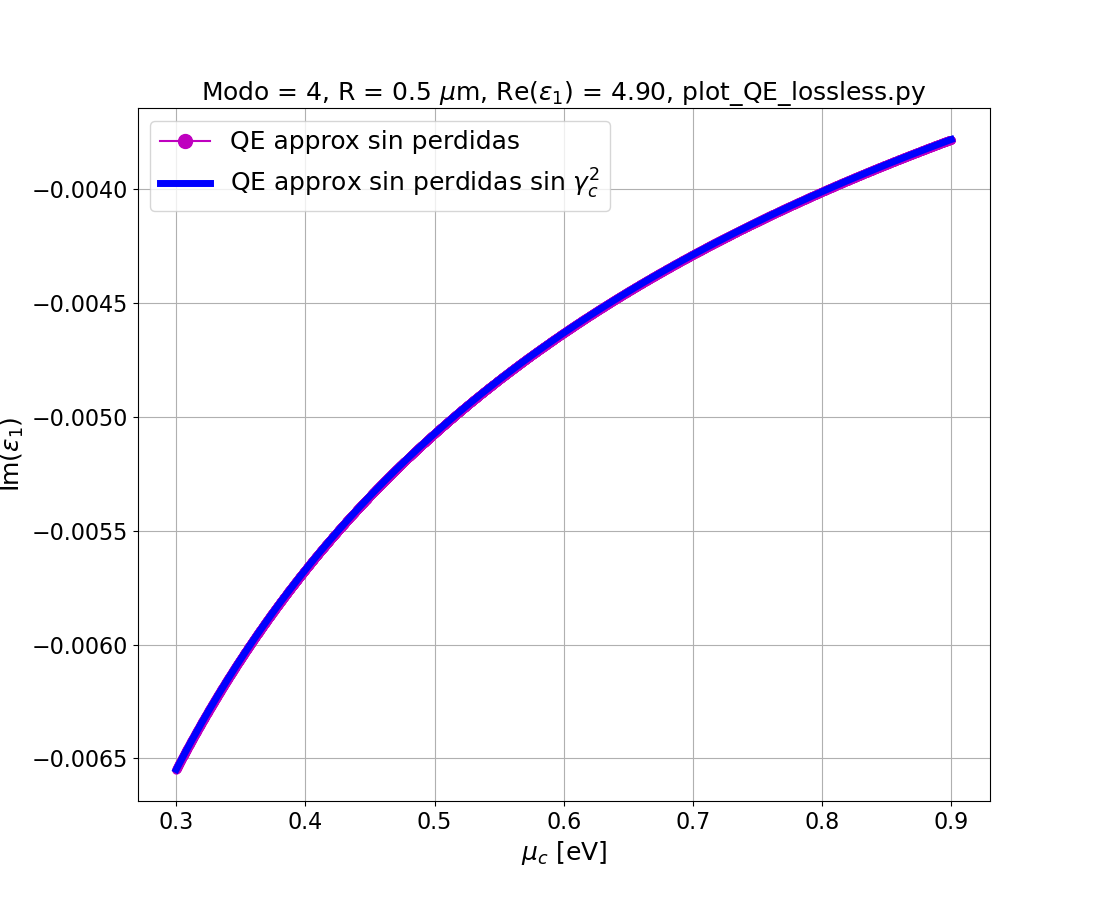 Modo = 4, R = 0.5 μm, Re(ε₁) = 4.90, plot_QE_lossless.py
QE approx sin perdidas
QE approx sin perdidas sin γ_c^2
−0.0040
−0.0045
−0.0050
−0.0055
−0.0060
−0.0065
Im(ε₁)
0.3 0.4 0.5 0.6 0.7 0.8 0.9
μ_c [eV]